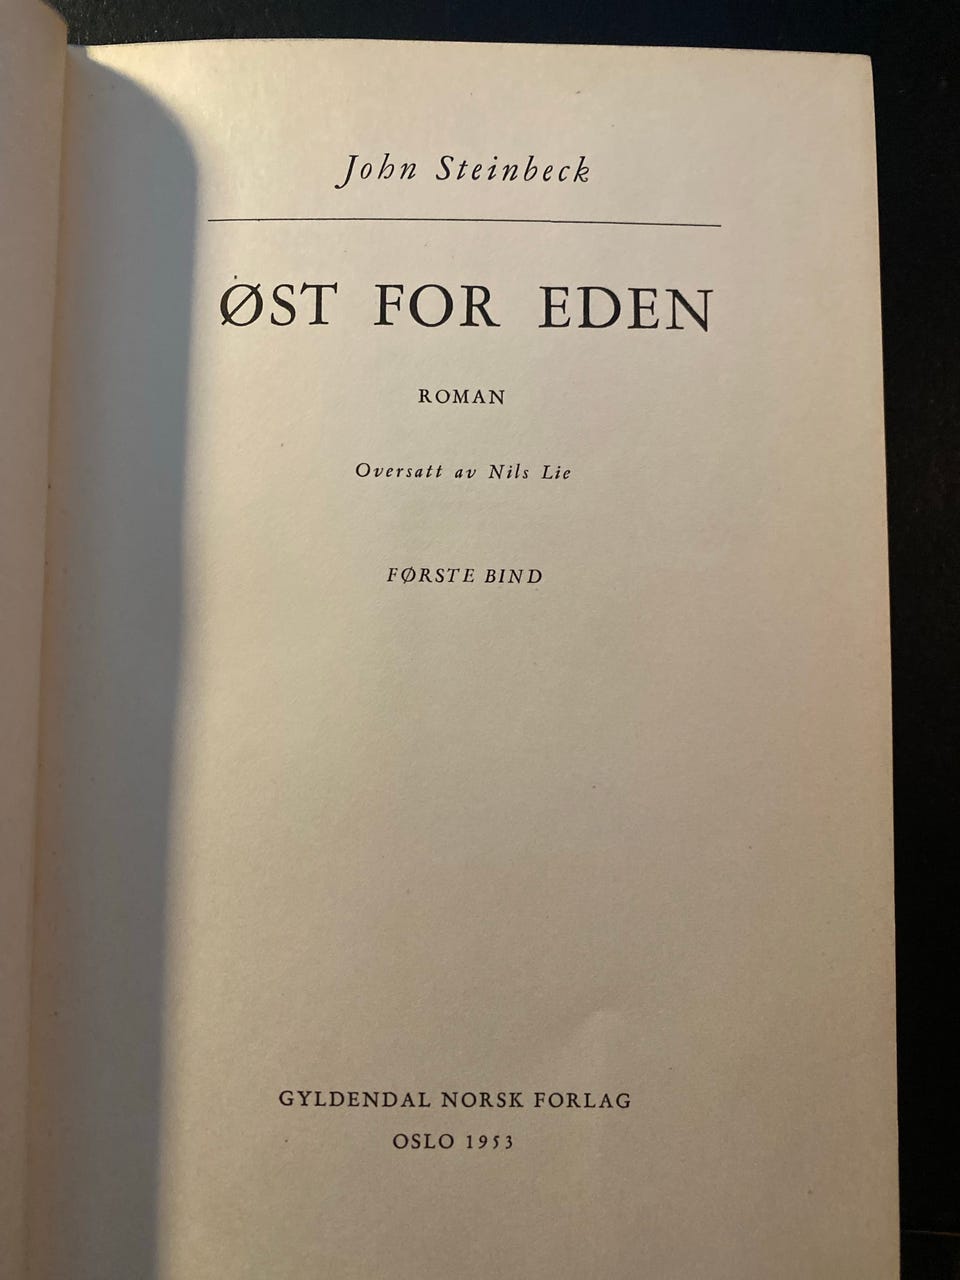 John Steinbeck
ØST FOR EDEN
ROMAN
Oversatt av Nils Lie
FØRSTE BIND
GYLDENDAL NORSK FORLAG
OSLO 1953